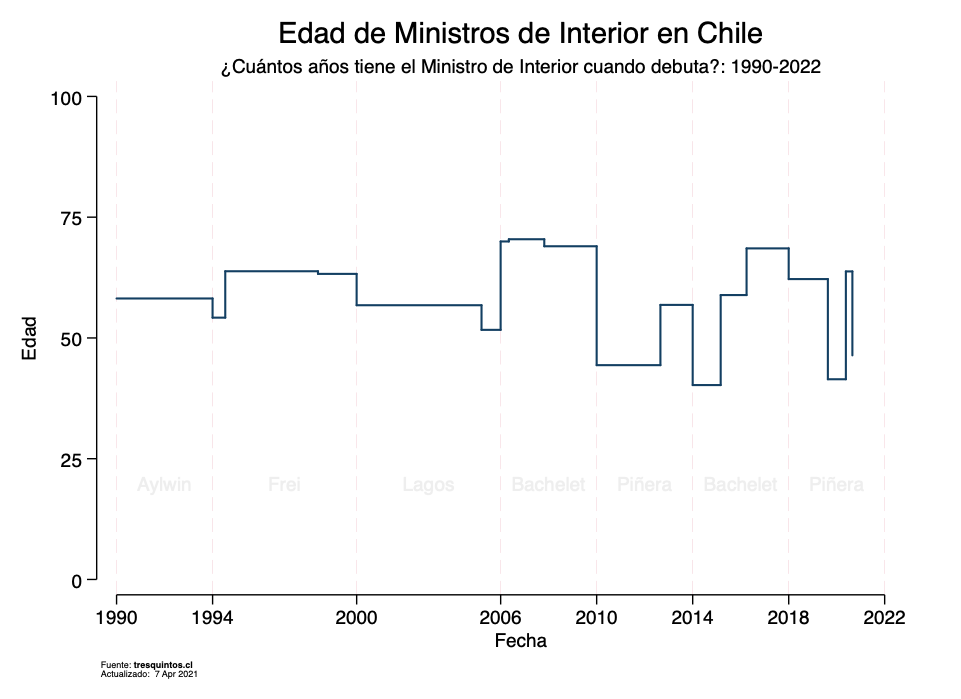 Edad de Ministros de Interior en Chile
¿Cuántos años tiene el Ministro de Interior cuando debuta?: 1990-2022
100
75
50
25
0
Edad
Aylwin Frei Lagos Bachelet Piñera Bachelet Piñera
1990 1994 2000 2006 2010 2014 2018 2022
Fecha
Fuente: tresquintos.cl
Actualizado: 7 Apr 2021